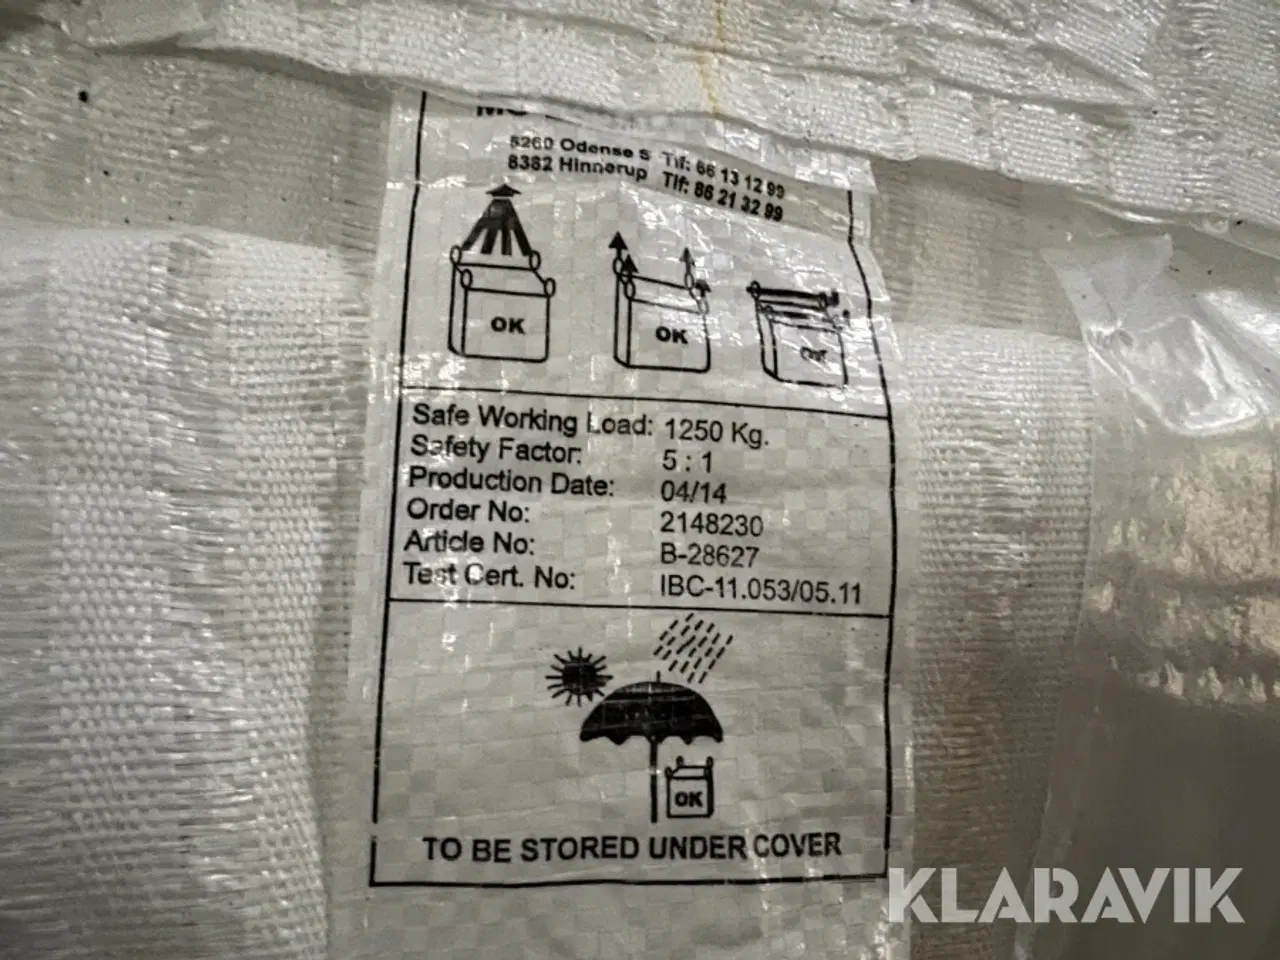 5260 Odense S Tlf: 66 13 12 99
8382 Hinnerup Tlf: 86 21 32 99
OK OK OK
Safe Working Load: 1250 Kg.
Safety Factor: 5 : 1
Production Date: 04/14
Order No: 2148230
Article No: B-28627
Test Cert. No: IBC-11.053/05.11
OK
TO BE STORED UNDER COVER
KLARAVIK